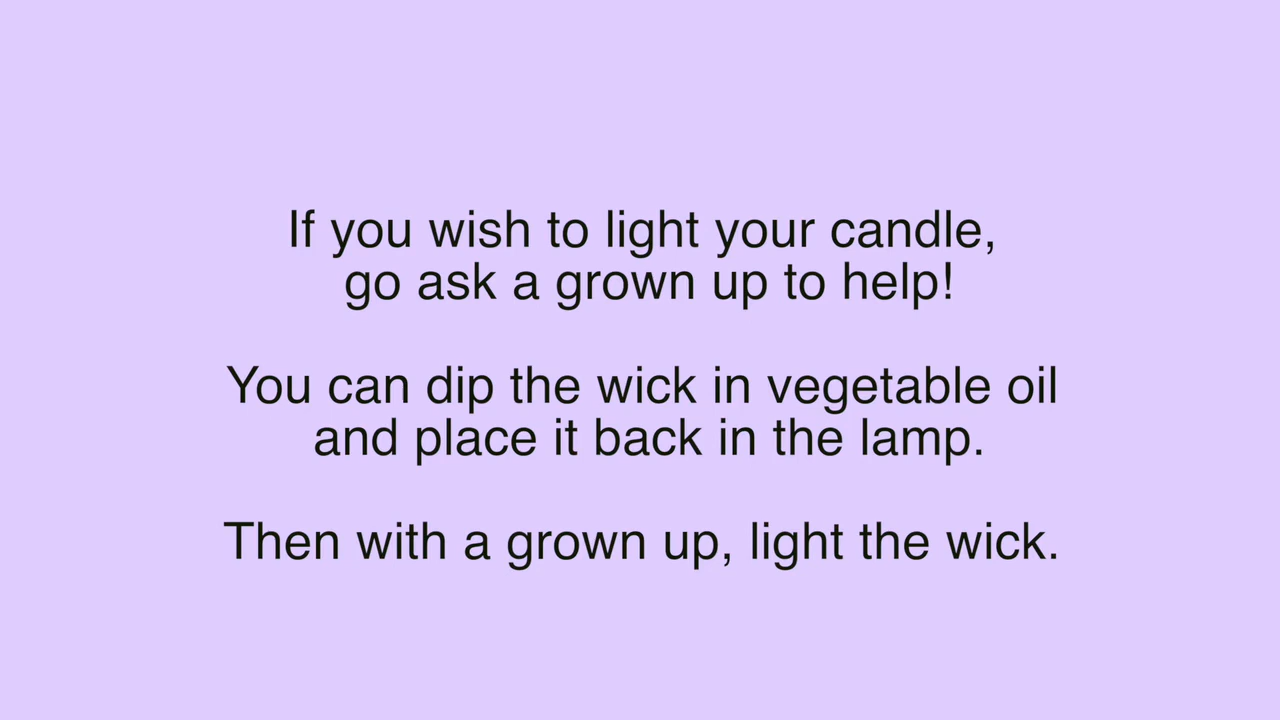 If you wish to light your candle,
go ask a grown up to help!
You can dip the wick in vegetable oil
and place it back in the lamp.
Then with a grown up, light the wick.